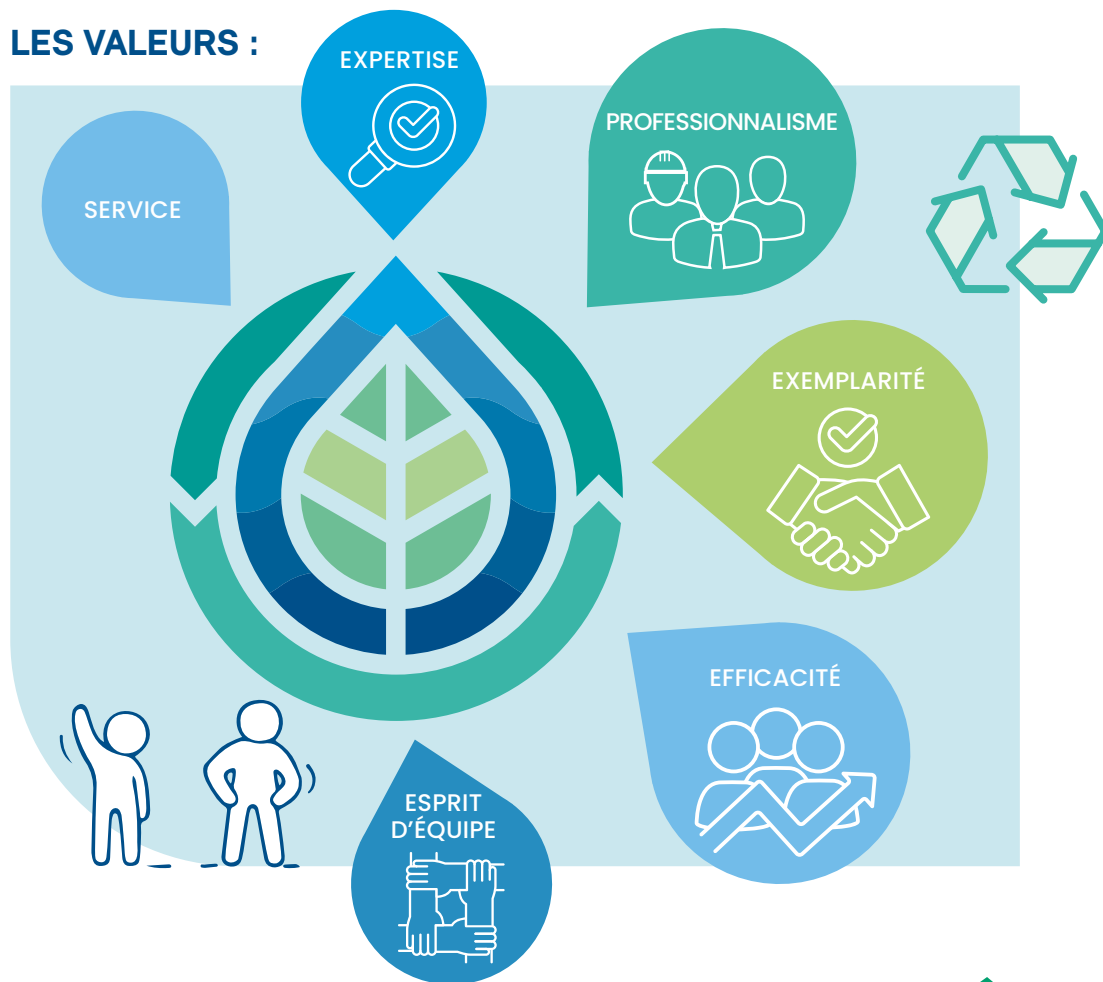 LES VALEURS :
EXPERTISE
PROFESSIONNALISME
SERVICE
EXEMPLARITÉ
EFFICACITÉ
ESPRIT
D’ÉQUIPE